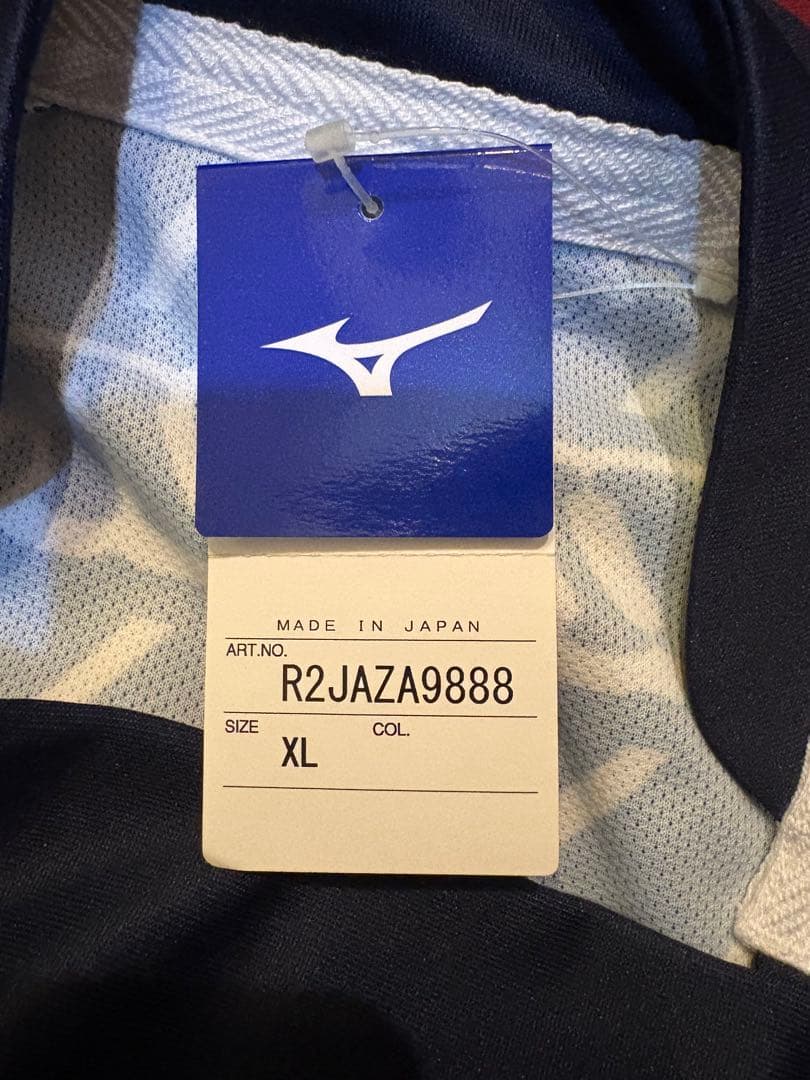 MADE IN JAPAN
ART.NO.
R2JAZA9888
SIZE COL.
XL